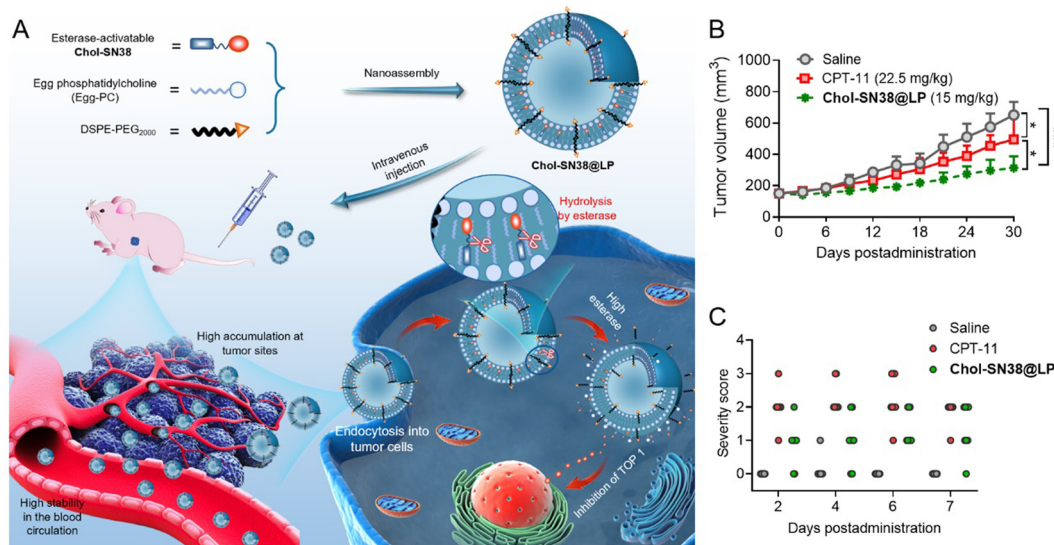 A
Esterase-activatable
Chol-SN38
=
Egg phosphatidylcholine
(Egg-PC)
=
DSPE-PEG2000
=
Nanoassembly
Chol-SN38@LP
Intravenous
injection
Hydrolysis
by esterase
High
esterase
High accumulation at
tumor sites
Endocytosis into
tumor cells
Inhibition of TOP 1
High stability
in the blood
circulation
B
Saline
CPT-11 (22.5 mg/kg)
Chol-SN38@LP (15 mg/kg)
Tumor volume (mm3)
1000
800
600
400
200
0
*
*
0 6 12 18 24 30
Days postadministration
C
Saline
CPT-11
Chol-SN38@LP
Severity score
4
3
2
1
0
2 4 6 7
Days postadministration